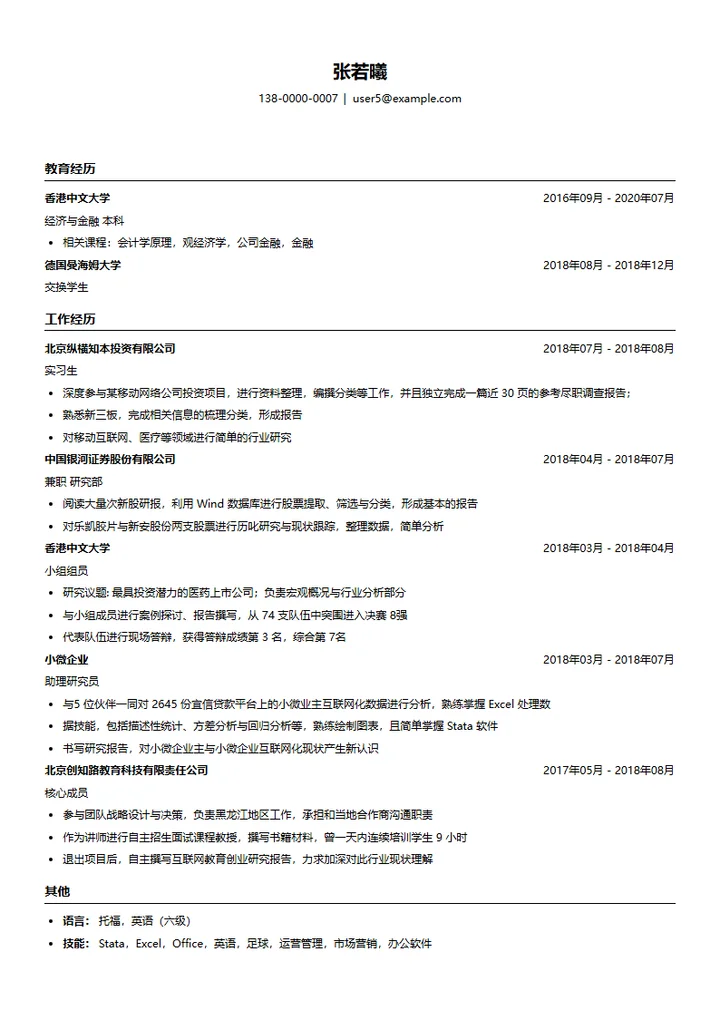 张若曦
138-0000-0007 | user5@example.com
教育经历
香港中文大学 2016年09月 - 2020年07月
经济与金融 本科
• 相关课程：会计学原理，观经济学，公司金融，金融
德国曼海姆大学 2018年08月 - 2018年12月
交换学生
工作经历
北京纵横知本投资有限公司 2018年07月 - 2018年08月
实习生
• 深度参与某移动网络公司投资项目，进行资料整理，编撰分类等工作，并且独立完成一篇近 30 页的参考尽职调查报告；
• 熟悉新三板，完成相关信息的梳理分类，形成报告
• 对移动互联网、医疗等领域进行简单的行业研究
中国银河证券股份有限公司 2018年04月 - 2018年07月
兼职 研究部
• 阅读大量次新股研报，利用 Wind 数据库进行股票提取、筛选与分类，形成基本的报告
• 对乐凯胶片与新安股份两支股票进行历叱研究与现状跟踪，整理数据，简单分析
香港中文大学 2018年03月 - 2018年04月
小组组员
• 研究议题: 最具投资潜力的医药上市公司；负责宏观概况与行业分析部分
• 与小组成员进行案例探讨、报告撰写，从 74 支队伍中突围进入决赛 8强
• 代表队伍进行现场答辩，获得答辩成绩第 3 名，综合第 7名
小微企业 2018年03月 - 2018年07月
助理研究员
• 与5 位伙伴一同对 2645 份宜信贷款平台上的小微业主互联网化数据进行分析，熟练掌握 Excel 处理数
• 据技能，包括描述性统计、方差分析与回归分析等，熟练绘制图表，且简单掌握 Stata 软件
• 书写研究报告，对小微企业主与小微企业互联网化现状产生新认识
北京创知路教育科技有限责任公司 2017年05月 - 2018年08月
核心成员
• 参与团队战略设计与决策，负责黑龙江地区工作，承担和当地合作商沟通职责
• 作为讲师进行自主招生面试课程教授，撰写书籍材料，曾一天内连续培训学生 9 小时
• 退出项目后，自主撰写互联网教育创业研究报告，力求加深对此行业现状理解
其他
• 语言： 托福，英语（六级）
• 技能： Stata，Excel，Office，英语，足球，运营管理，市场营销，办公软件